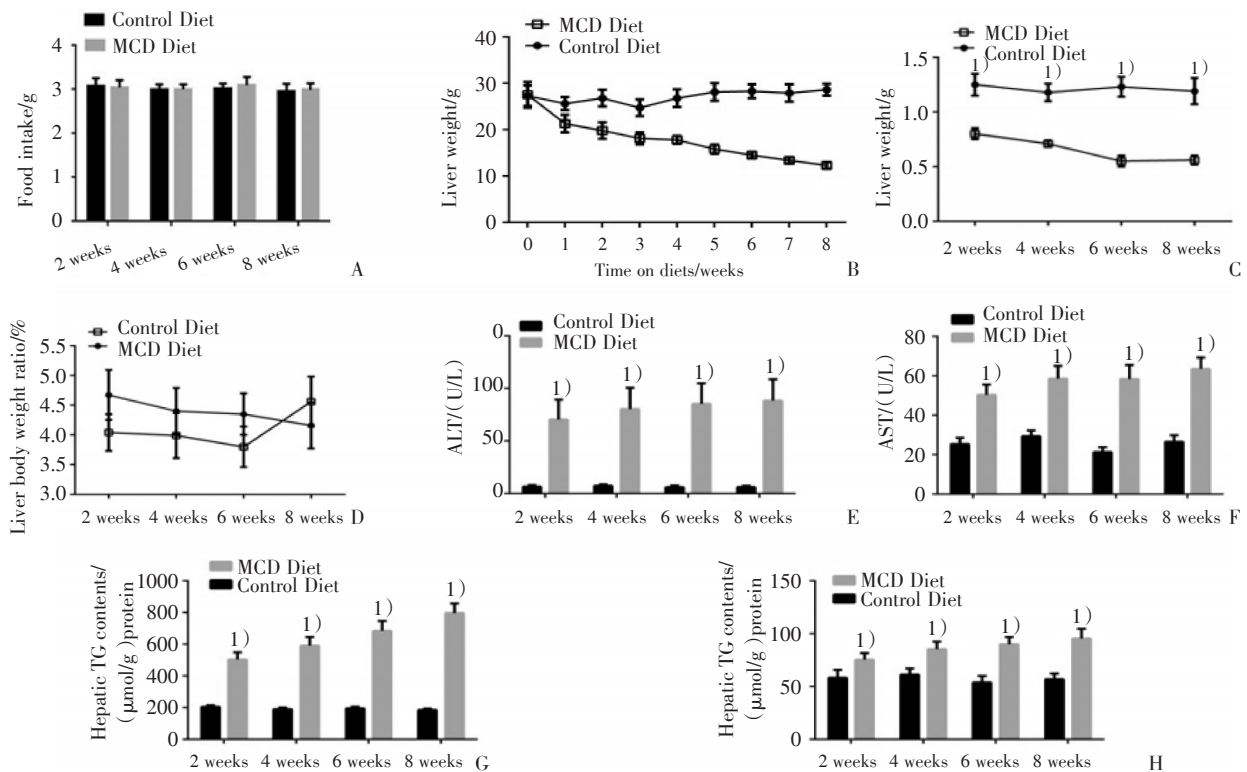 Control Diet
MCD Diet
Food intake/g
4
3
2
1
0
2 weeks
4 weeks
6 weeks
8 weeks
A
MCD Diet
Control Diet
Liver weight/g
40
30
20
10
0
0 1 2 3 4 5 6 7 8
Time on diets/weeks
B
MCD Diet
Control Diet
1) 1) 1) 1)
Liver weight/g
1.5
1.0
0.5
0.0
2 weeks 4 weeks 6 weeks 8 weeks
C
Control Diet
MCD Diet
Liver body weight ratio/%
5.5
5.0
4.5
4.0
3.5
3.0
2 weeks 4 weeks 6 weeks 8 weeks
D
Control Diet
MCD Diet
1) 1) 1) 1)
ALT/(U/L)
0
100
50
0
2 weeks 4 weeks 6 weeks 8 weeks
E
Control Diet
MCD Diet
1) 1) 1) 1)
AST/(U/L)
80
60
40
20
0
2 weeks 4 weeks 6 weeks 8 weeks
F
MCD Diet
Control Diet
1) 1) 1) 1)
Hepatic TG contents/
(μmol/g)protein
1000
800
600
400
200
0
2 weeks 4 weeks 6 weeks 8 weeks
G
MCD Diet
Control Diet
1) 1) 1) 1)
Hepatic TG contents/
(μmol/g)protein
150
100
50
0
2 weeks 4 weeks 6 weeks 8 weeks
H